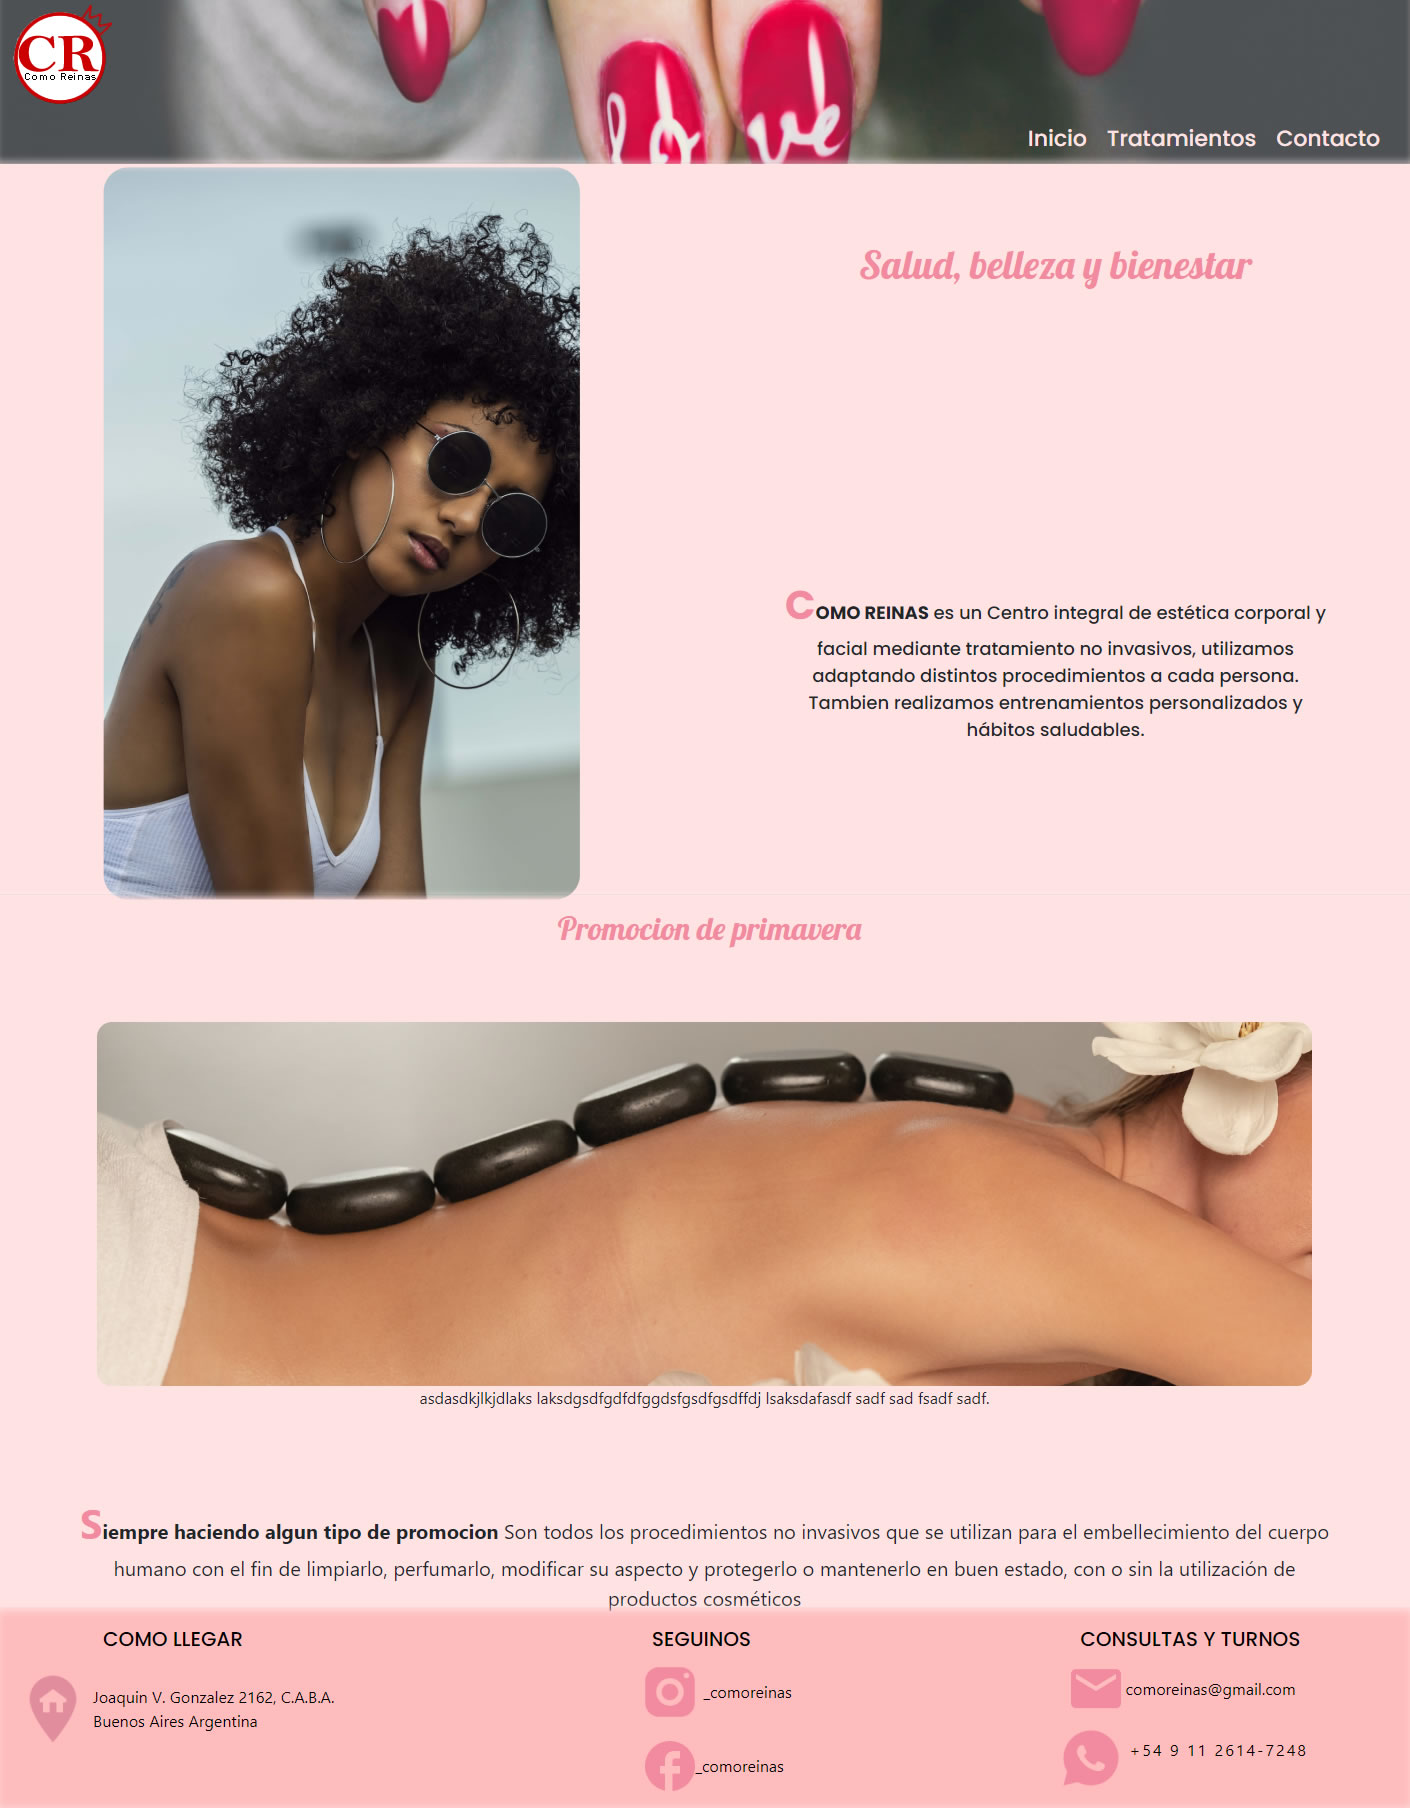 CR
Como Reinas
love
Inicio Tratamientos Contacto
Salud, belleza y bienestar
COMO REINAS es un Centro integral de estética corporal y
facial mediante tratamiento no invasivos, utilizamos
adaptando distintos procedimientos a cada persona.
Tambien realizamos entrenamientos personalizados y
hábitos saludables.
Promocion de primavera
asdasdkjlkjdlaks laksdgsdfgdfdfggdsfgsdfgsdffdj lsaksdafasdf sadf sad fsadf sadf.
Siempre haciendo algun tipo de promocion Son todos los procedimientos no invasivos que se utilizan para el embellecimiento del cuerpo
humano con el fin de limpiarlo, perfumarlo, modificar su aspecto y protegerlo o mantenerlo en buen estado, con o sin la utilización de
productos cosméticos
COMO LLEGAR
Joaquin V. Gonzalez 2162, C.A.B.A.
Buenos Aires Argentina
SEGUINOS
_comoreinas
_comoreinas
CONSULTAS Y TURNOS
comoreinas@gmail.com
+54 9 11 2614-7248